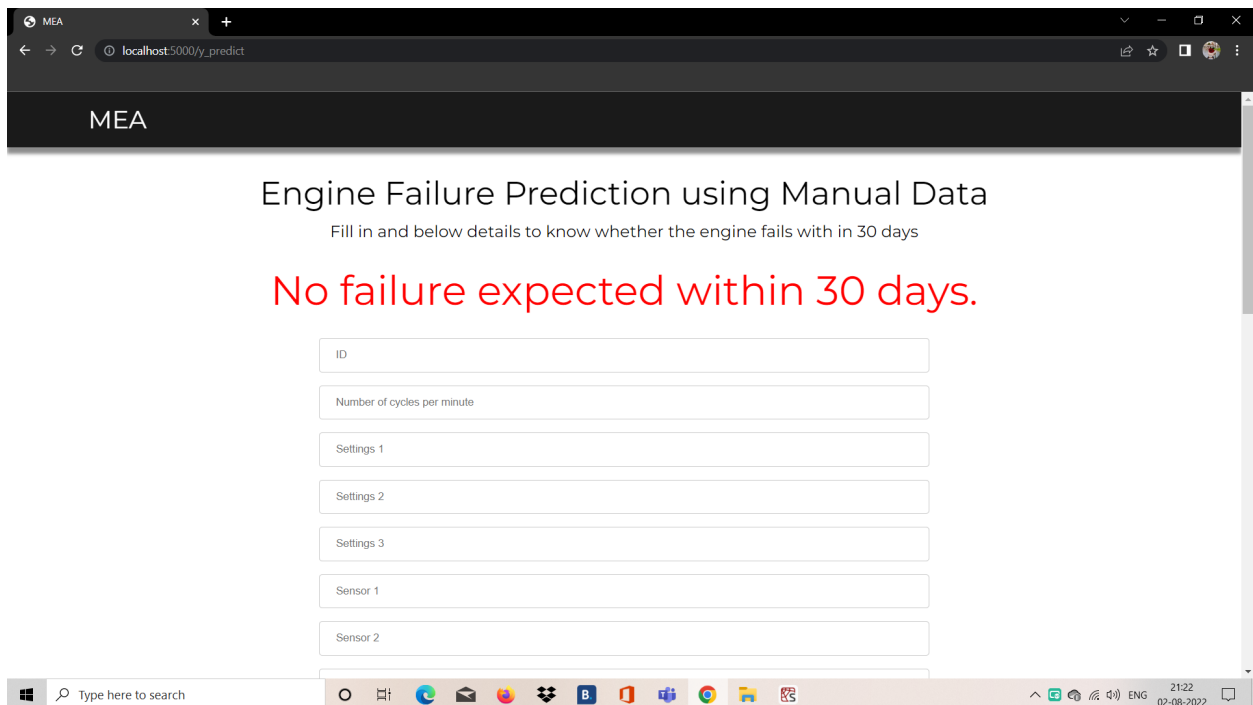 MEA
localhost:5000/y_predict
MEA
Engine Failure Prediction using Manual Data
Fill in and below details to know whether the engine fails with in 30 days
No failure expected within 30 days.
ID
Number of cycles per minute
Settings 1
Settings 2
Settings 3
Sensor 1
Sensor 2
Type here to search
B.
ENG
21:22
02-08-2022